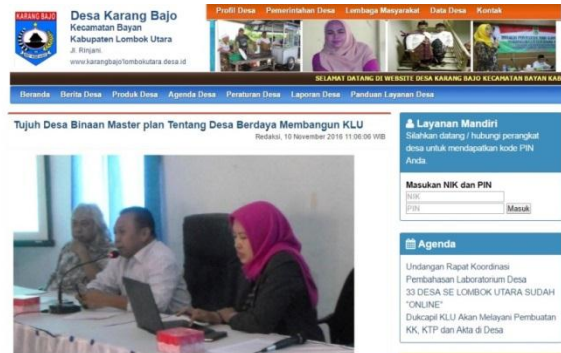 KARANG BAJO
Desa Karang Bajo
Kecamatan Bayan
Kabupaten Lombok Utara
Jl. Rinjani
www.karangbajo'lombokutara.desa.id
Profil Desa Pemerintahan Desa Lembaga Masyarakat Data Desa Kontak
SELAMAT DATANG DI WEBSITE DESA KARANG BAJO KECAMATAN BAYAN KAB
Beranda Berita Desa Produk Desa Agenda Desa Peraturan Desa Laporan Desa Panduan Layanan Desa
Tujuh Desa Binaan Master plan Tentang Desa Berdaya Membangun KLU
Redaksi, 10 November 2016 11:06:06 WIB
Layanan Mandiri
Silahkan datang / hubungi perangkat
desa untuk mendapatkan kode PIN
Anda.
Masukan NIK dan PIN
NIK
PIN Masuk
Agenda
Undangan Rapat Koordinasi
Pembahasan Laboratorium Desa
33 DESA SE LOMBOK UTARA SUDAH
"ONLINE"
Dukcapil KLU Akan Melayani Pembuatan
KK, KTP dan Akta di Desa